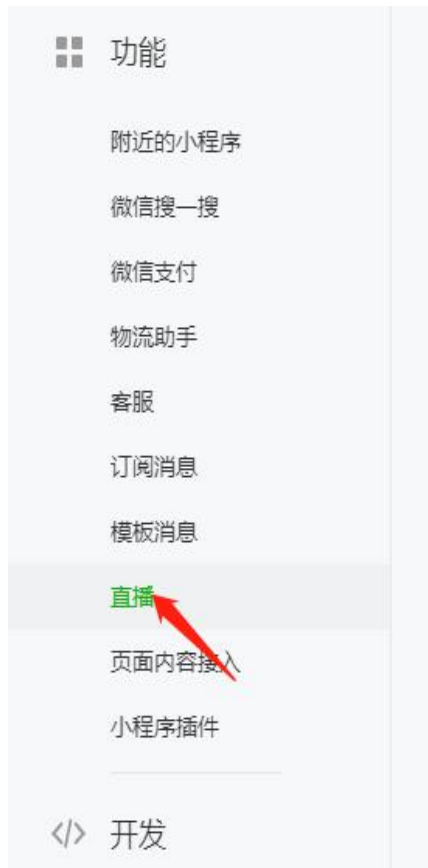 功能
附近的小程序
微信搜一搜
微信支付
物流助手
客服
订阅消息
模板消息
直播
页面内容接入
小程序插件
</> 开发